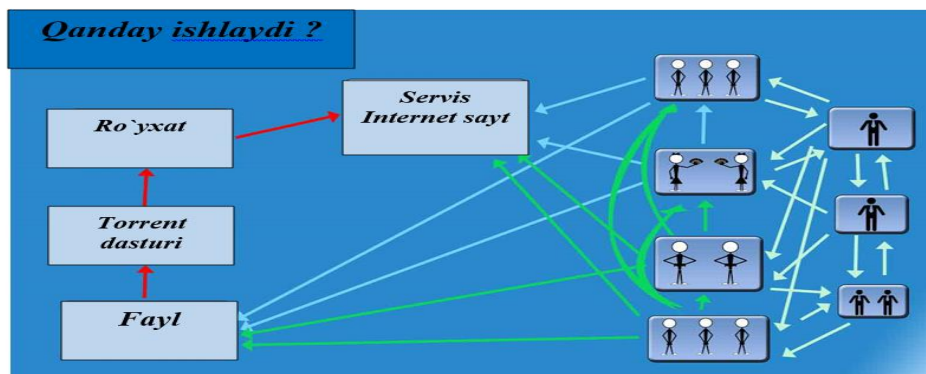 Qanday ishlaydi ?
Servis
Internet sayt
Ro`yxat
Torrent
dasturi
Fayl